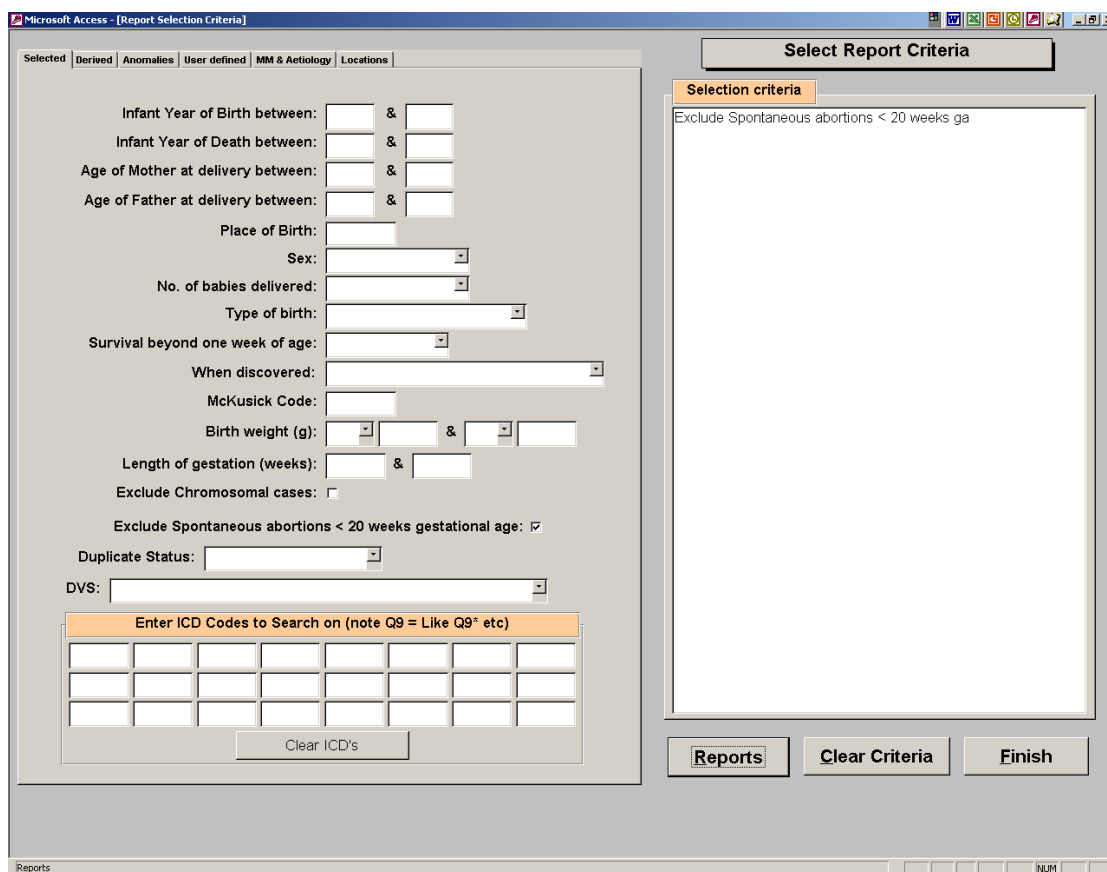 Microsoft Access - [Report Selection Criteria]
Selected Derived Anomalies User defined MM & Aetiology Locations
Select Report Criteria
Selection criteria
Exclude Spontaneous abortions < 20 weeks ga
Infant Year of Birth between: &
Infant Year of Death between: &
Age of Mother at delivery between: &
Age of Father at delivery between: &
Place of Birth:
Sex:
No. of babies delivered:
Type of birth:
Survival beyond one week of age:
When discovered:
McKusick Code:
Birth weight (g): &
Length of gestation (weeks): &
Exclude Chromosomal cases:
Exclude Spontaneous abortions < 20 weeks gestational age:
Duplicate Status:
DVS:
Enter ICD Codes to Search on (note Q9 = Like Q9* etc)
Clear ICD's
Reports Clear Criteria Finish
Reports NUM